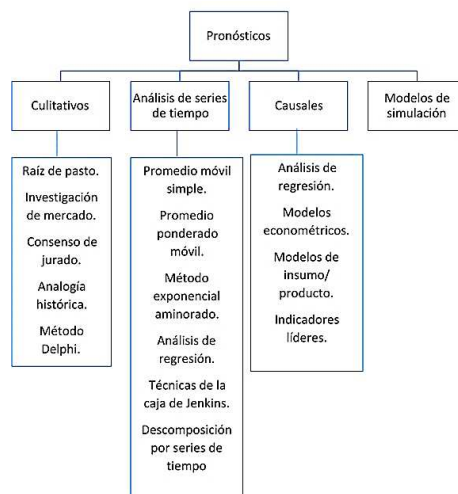 Pronósticos
Culitativos
Análisis de series
de tiempo
Causales
Modelos de
simulación
Raíz de pasto.
Investigación
de mercado.
Consenso de
jurado.
Analogía
histórica.
Método
Delphi.
Promedio móvil
simple.
Promedio
ponderado
móvil.
Método
exponencial
aminorado.
Análisis de
regresión.
Técnicas de la
caja de Jenkins.
Descomposición
por series de
tiempo
Análisis de
regresión.
Modelos
econométricos.
Modelos de
insumo/
producto.
Indicadores
líderes.